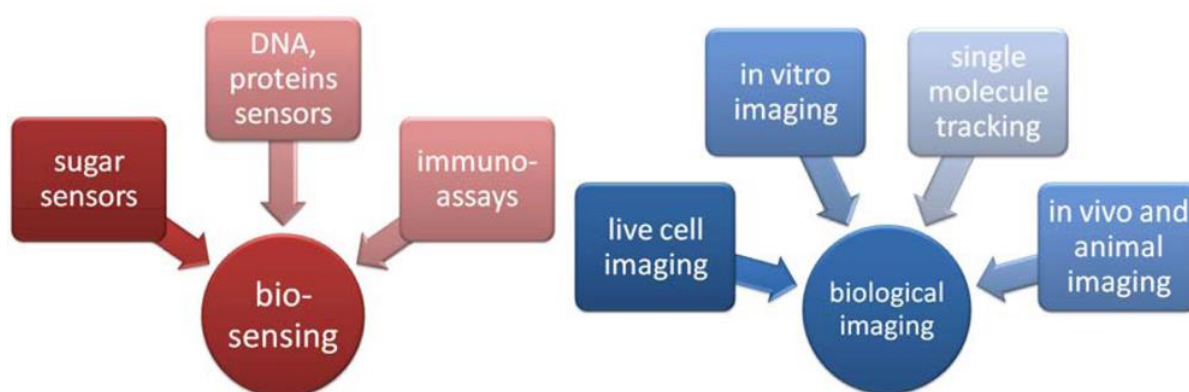 DNA,
proteins
sensors
sugar
sensors
immuno-
assays
bio-
sensing
in vitro
imaging
single
molecule
tracking
live cell
imaging
in vivo and
animal
imaging
biological
imaging